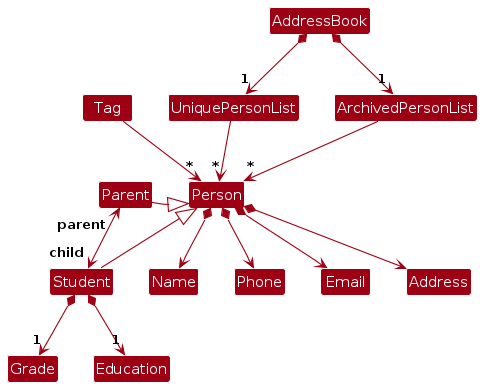 AddressBook
1
1
Tag
UniquePersonList
ArchivedPersonList
*
*
*
Parent
Person
parent
child
Student
Name
Phone
Email
Address
1
1
Grade
Education